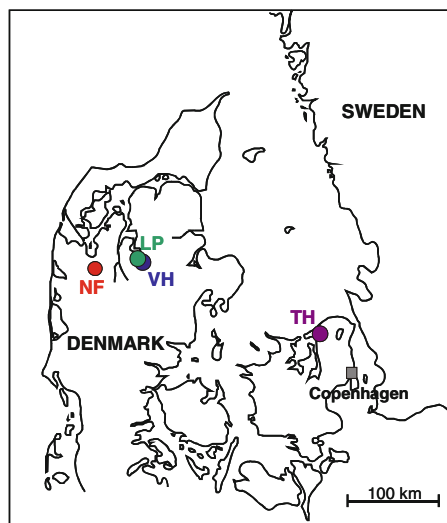 SWEDEN
LP
VH
NF
TH
DENMARK
Copenhagen
100 km